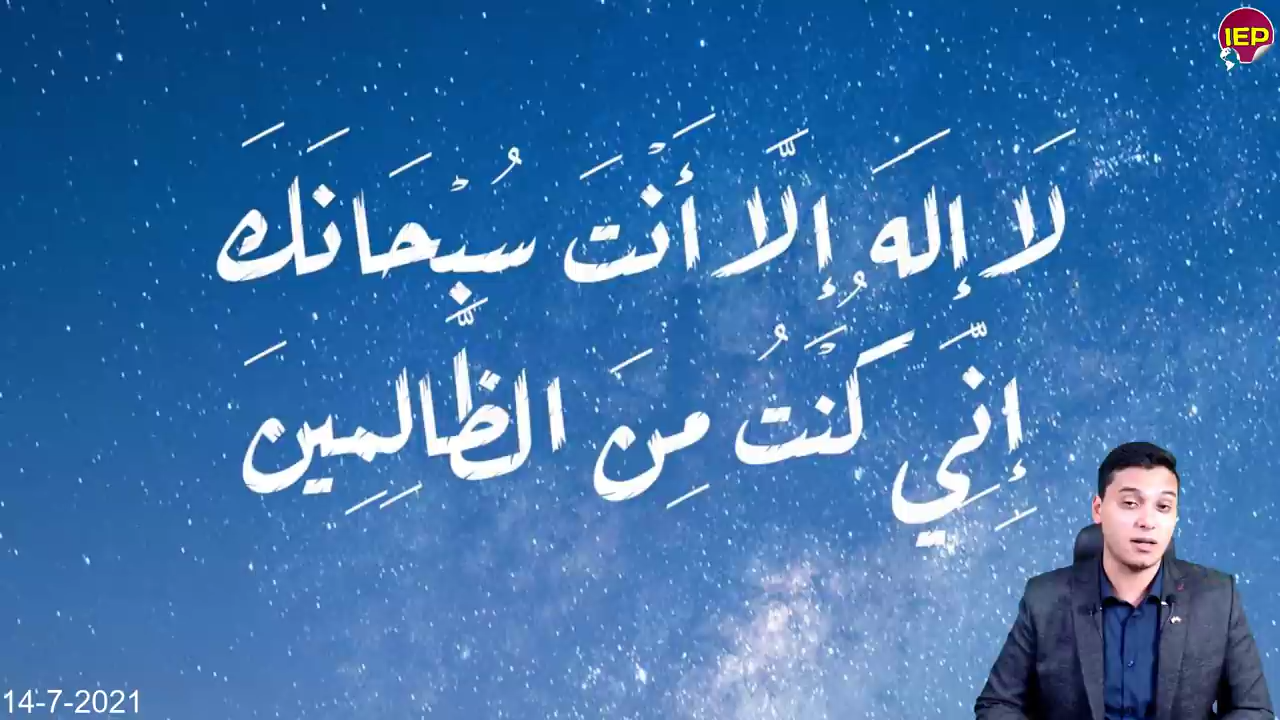 IEP
لَا إِلَهَ إِلَّا أَنْتَ سُبْحَانَكَ
إِنَّي كُنْتُ مِنَ الظَّالِمِينَ
14-7-2021